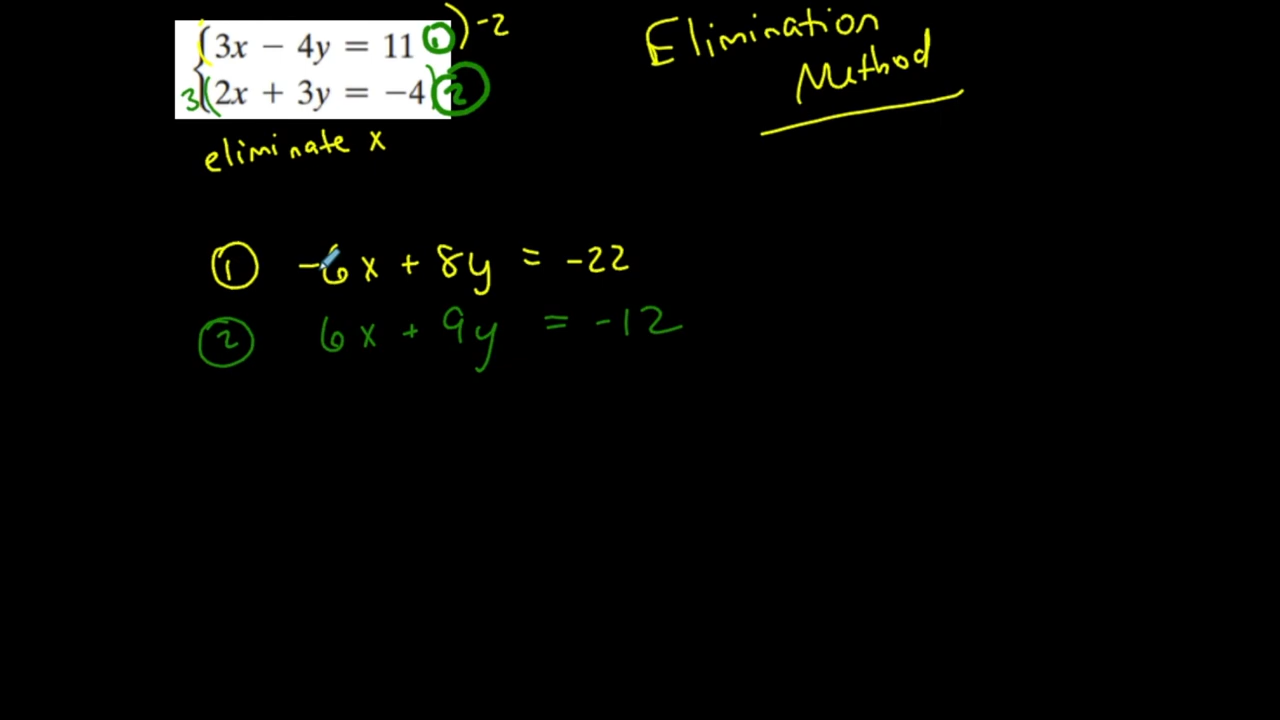 3x − 4y = 11 1 ) -2
3 ( 2x + 3y = −4 ) 2
eliminate x
Elimination
Method
1 -6x + 8y = -22
2 6x + 9y = -12